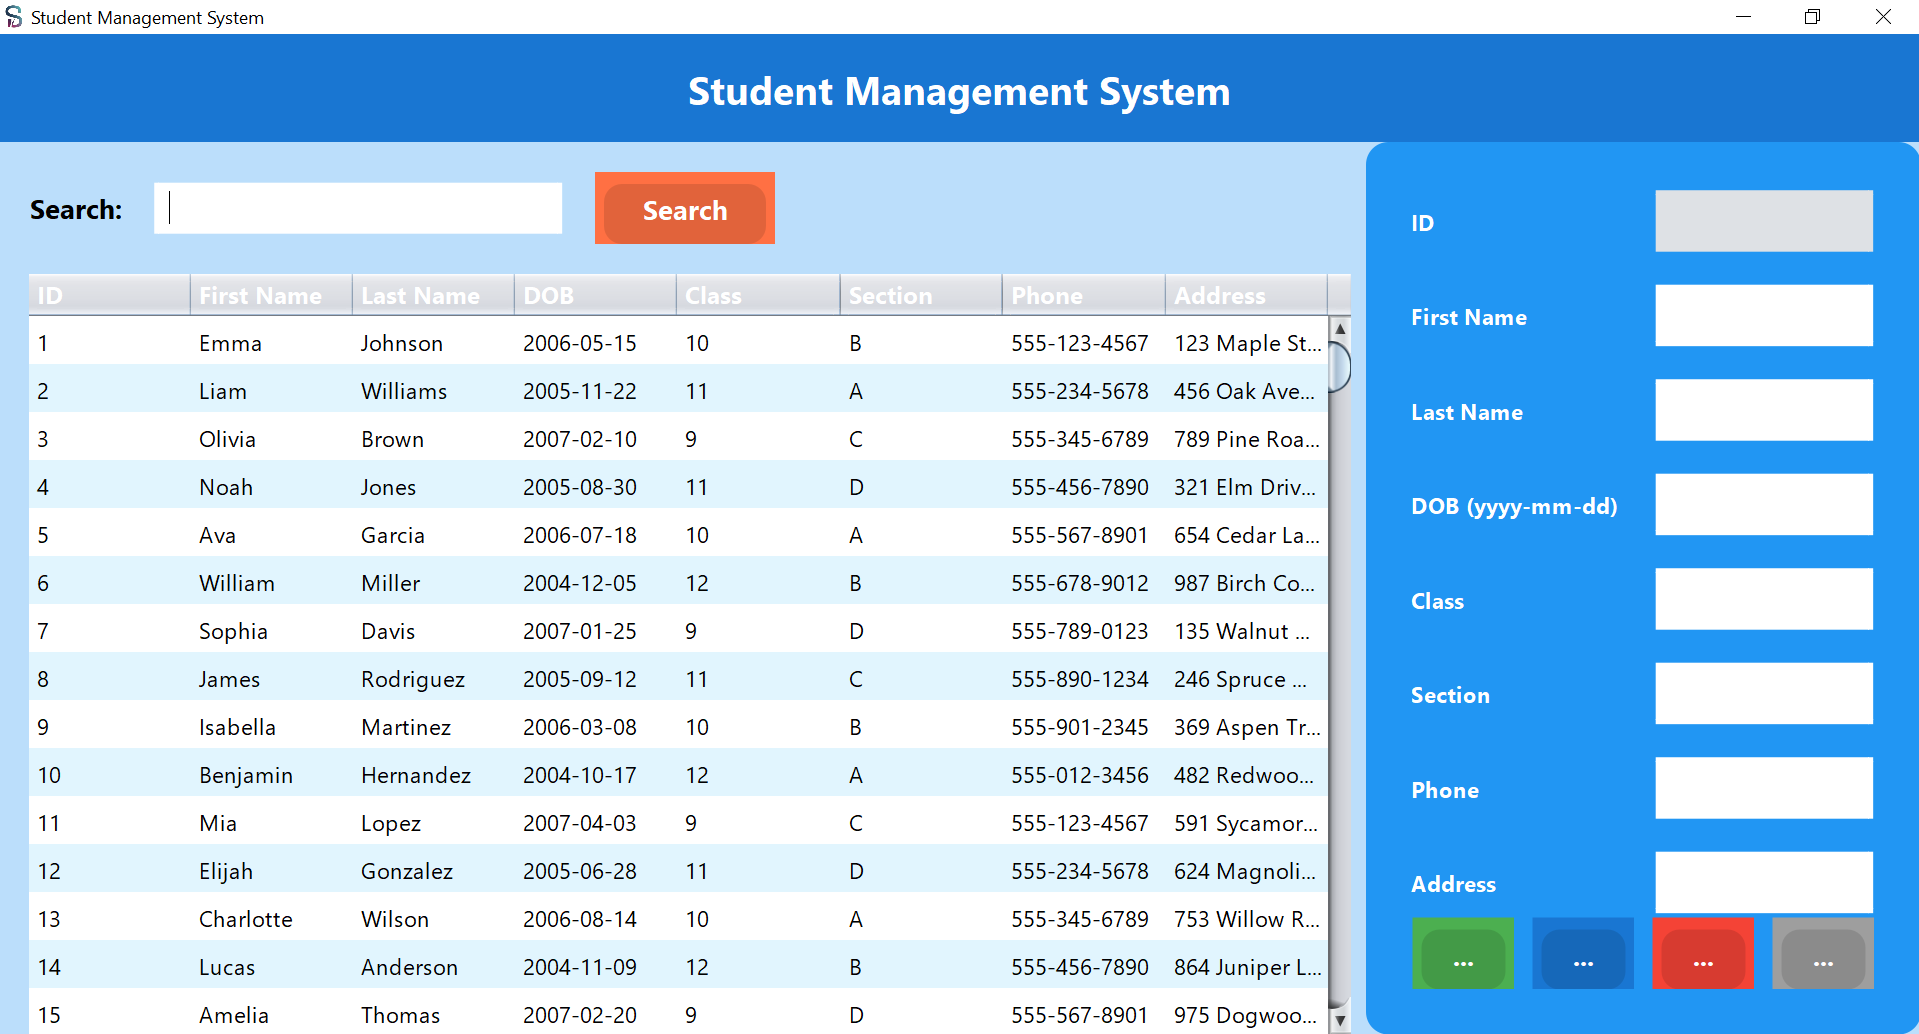 Student Management System
Student Management System
Search:
Search
ID First Name Last Name DOB Class Section Phone Address
1 Emma Johnson 2006-05-15 10 B 555-123-4567 123 Maple St...
2 Liam Williams 2005-11-22 11 A 555-234-5678 456 Oak Ave...
3 Olivia Brown 2007-02-10 9 C 555-345-6789 789 Pine Roa...
4 Noah Jones 2005-08-30 11 D 555-456-7890 321 Elm Driv...
5 Ava Garcia 2006-07-18 10 A 555-567-8901 654 Cedar La...
6 William Miller 2004-12-05 12 B 555-678-9012 987 Birch Co...
7 Sophia Davis 2007-01-25 9 D 555-789-0123 135 Walnut ...
8 James Rodriguez 2005-09-12 11 C 555-890-1234 246 Spruce ...
9 Isabella Martinez 2006-03-08 10 B 555-901-2345 369 Aspen Tr...
10 Benjamin Hernandez 2004-10-17 12 A 555-012-3456 482 Redwoo...
11 Mia Lopez 2007-04-03 9 C 555-123-4567 591 Sycamor...
12 Elijah Gonzalez 2005-06-28 11 D 555-234-5678 624 Magnoli...
13 Charlotte Wilson 2006-08-14 10 A 555-345-6789 753 Willow R...
14 Lucas Anderson 2004-11-09 12 B 555-456-7890 864 Juniper L...
15 Amelia Thomas 2007-02-20 9 D 555-567-8901 975 Dogwoo...
ID
First Name
Last Name
DOB (yyyy-mm-dd)
Class
Section
Phone
Address
... ... ... ...